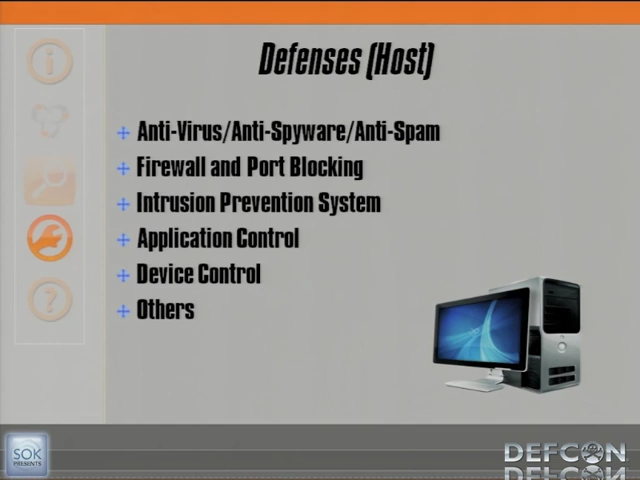 Defenses (Host)
Anti-Virus/Anti-Spyware/Anti-Spam
Firewall and Port Blocking
Intrusion Prevention System
Application Control
Device Control
Others
SOK
PRESENTS
DEFCON